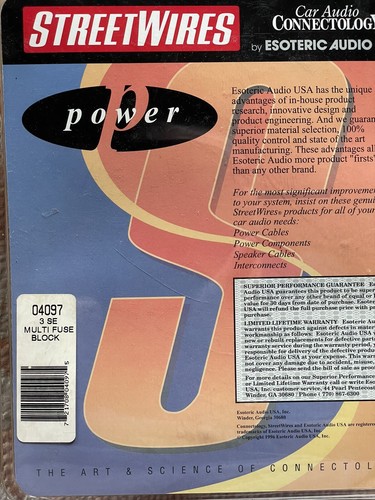 STREETWIRES
Car Audio
CONNECTOLOGY
by ESOTERIC AUDIO
power
Esoteric Audio USA has the unique
advantages of in-house product
research, innovative design and
product engineering. And we guaran
superior material selection, 100%
quality control and state of the art
manufacturing. These advantages al
Esoteric Audio more product "firsts"
than any other brand.
For the most significant improveme
to your system, insist on these genui
StreetWires products for all of your
car audio needs:
Power Cables
Power Components
Speaker Cables
Interconnects
SUPERIOR PERFORMANCE GUARANTEE Es
Audio USA guarantees this product to be super
performance over any other brand of equal or l
value for 30 days from date of purchase. Esoter
USA will refund the full purchase price with pr
purchase.
LIMITED LIFETIME WARRANTY Esoteric Au
warrants this product against defects in mater
workmanship as follows: Esoteric Audio USA
new or rebuilt replacements for defective parts
warranty service during the warranty period, y
responsible for delivery of the defective produc
Esoteric Audio USA at your expense. This warr
not cover any damage due to accident, misuse,
negligence. Please send the bill of sale as proof
For more details on our Superior Performance
or Limited Lifetime Warranty call or write Esot
USA, Inc. customer service. 44 Pearl Pentecost
Winder, GA 30680 | Phone (770) 867-6300
04097
3 SE
MULTI FUSE
BLOCK
Esoteric Audio USA, Inc.
Winder, Georgia 30680
Connectology, StreetWires and Esoteric Audio USA are registered
trademarks of Esoteric Audio USA, Inc.
© Copyright 1996 Esoteric Audio USA, Inc.
THE ART & SCIENCE OF CONNECTOL